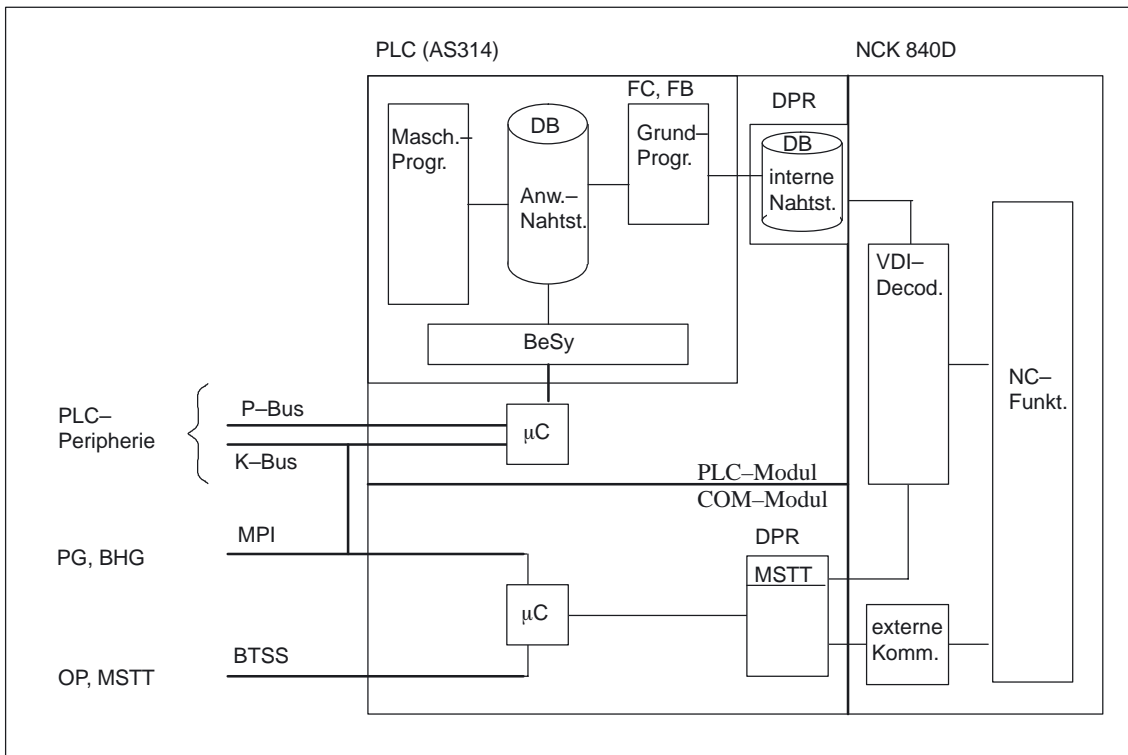 PLC (AS314)
NCK 840D
FC, FB
DPR
Masch.–
Progr.
DB
Anw.–
Nahtst.
Grund–
Progr.
DB
interne
Nahtst.
VDI–
Decod.
BeSy
NC–
Funkt.
PLC–
Peripherie
P–Bus
K–Bus
µC
PLC–Modul
COM–Modul
PG, BHG
MPI
DPR
MSTT
µC
externe
Komm.
OP, MSTT
BTSS